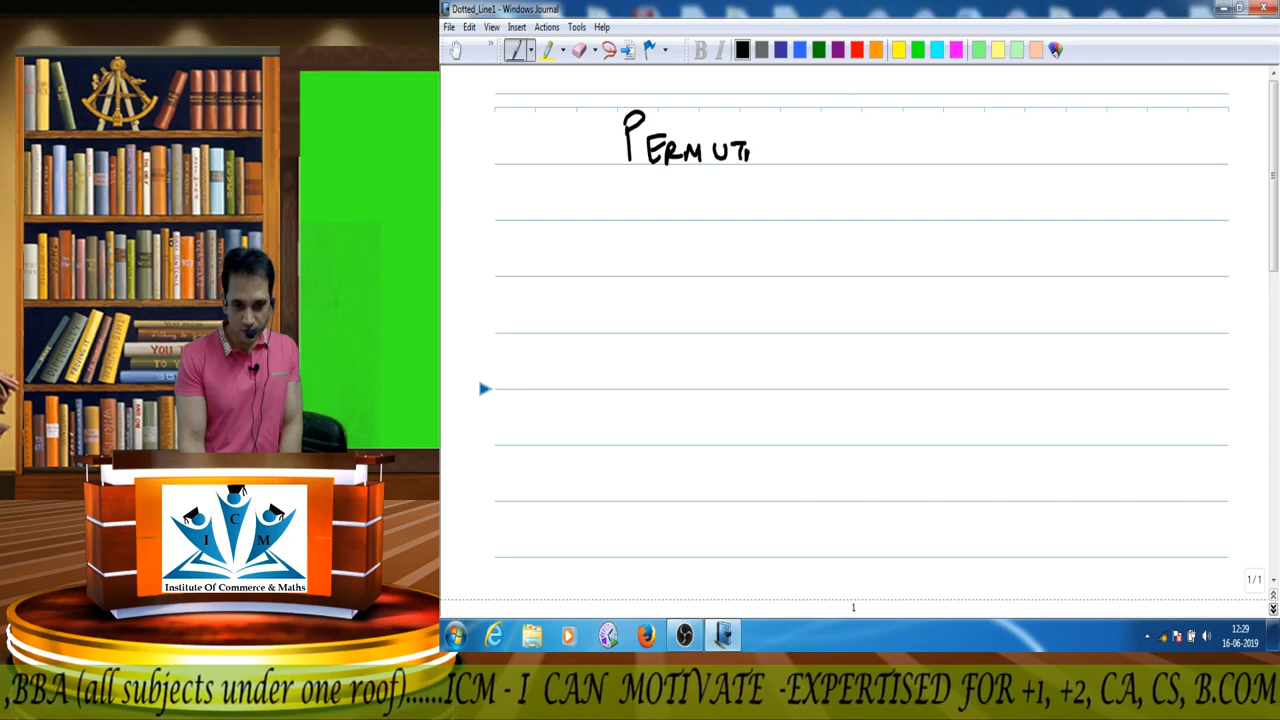 Dotted_Line1 - Windows Journal
File Edit View Insert Actions Tools Help
B I
PERMUT
1/1
1
I C M
Institute Of Commerce & Maths
12:29
16-06-2019
,BBA (all subjects under one roof)......ICM - I CAN MOTIVATE -EXPERTISED FOR +1, +2, CA, CS, B.COM